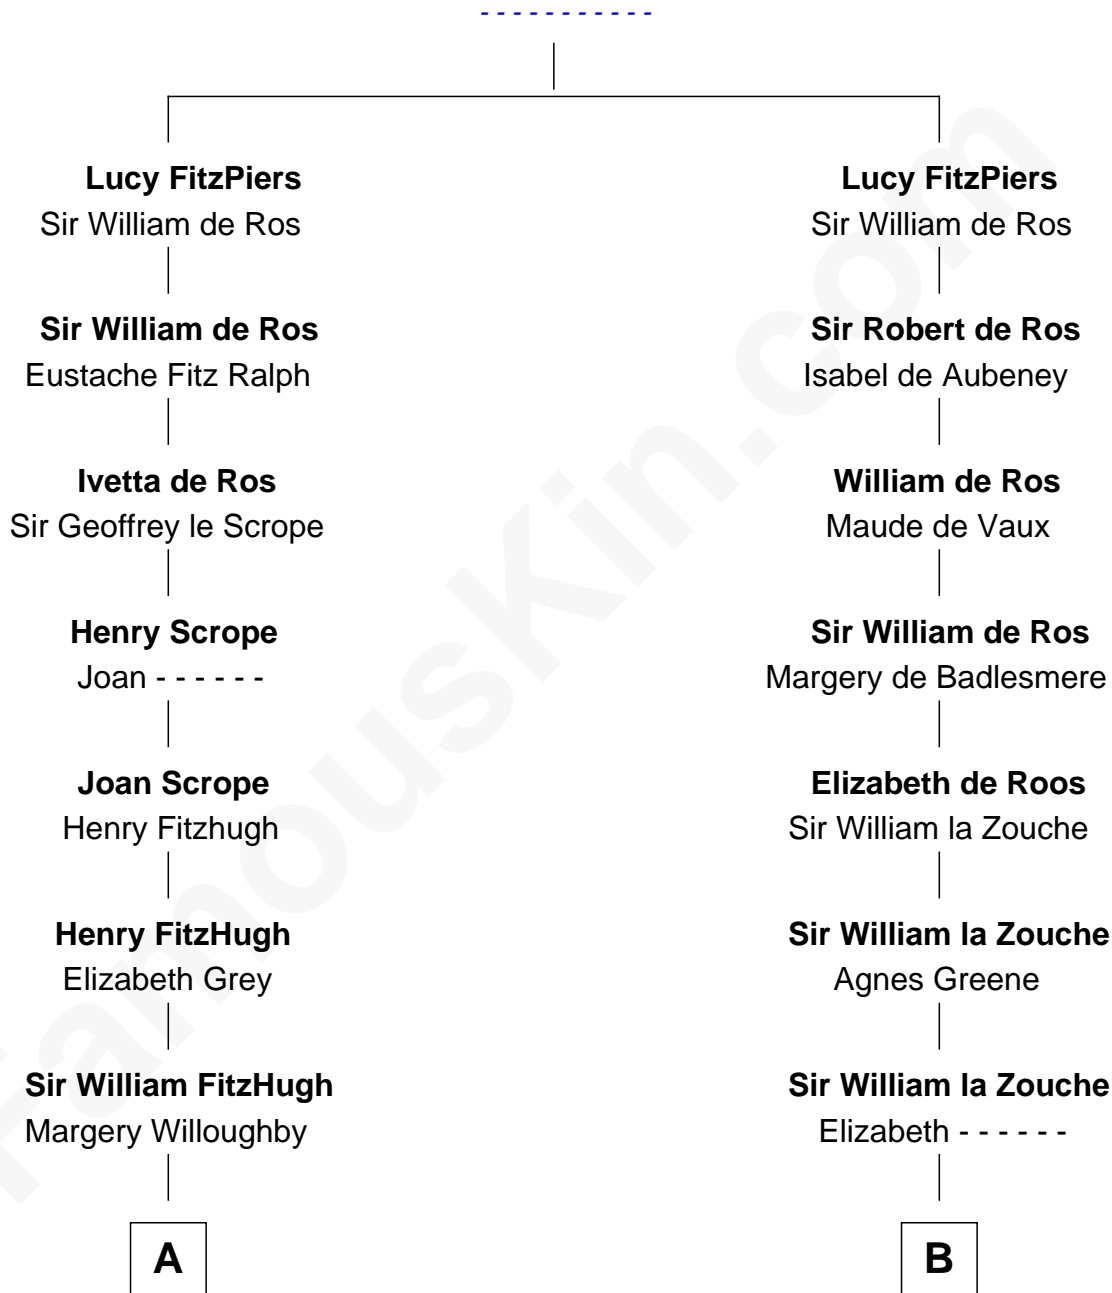 - - - - - - - - - - -
Lucy FitzPiers
Sir William de Ros
Sir William de Ros
Eustache Fitz Ralph
Ivetta de Ros
Sir Geoffrey le Scrope
Henry Scrope
Joan - - - - - -
Joan Scrope
Henry Fitzhugh
Henry FitzHugh
Elizabeth Grey
Sir William FitzHugh
Margery Willoughby
A
Lucy FitzPiers
Sir William de Ros
Sir Robert de Ros
Isabel de Aubeney
William de Ros
Maude de Vaux
Sir William de Ros
Margery de Badlesmere
Elizabeth de Roos
Sir William la Zouche
Sir William la Zouche
Agnes Greene
Sir William la Zouche
Elizabeth - - - - - -
B
FamousKin.com